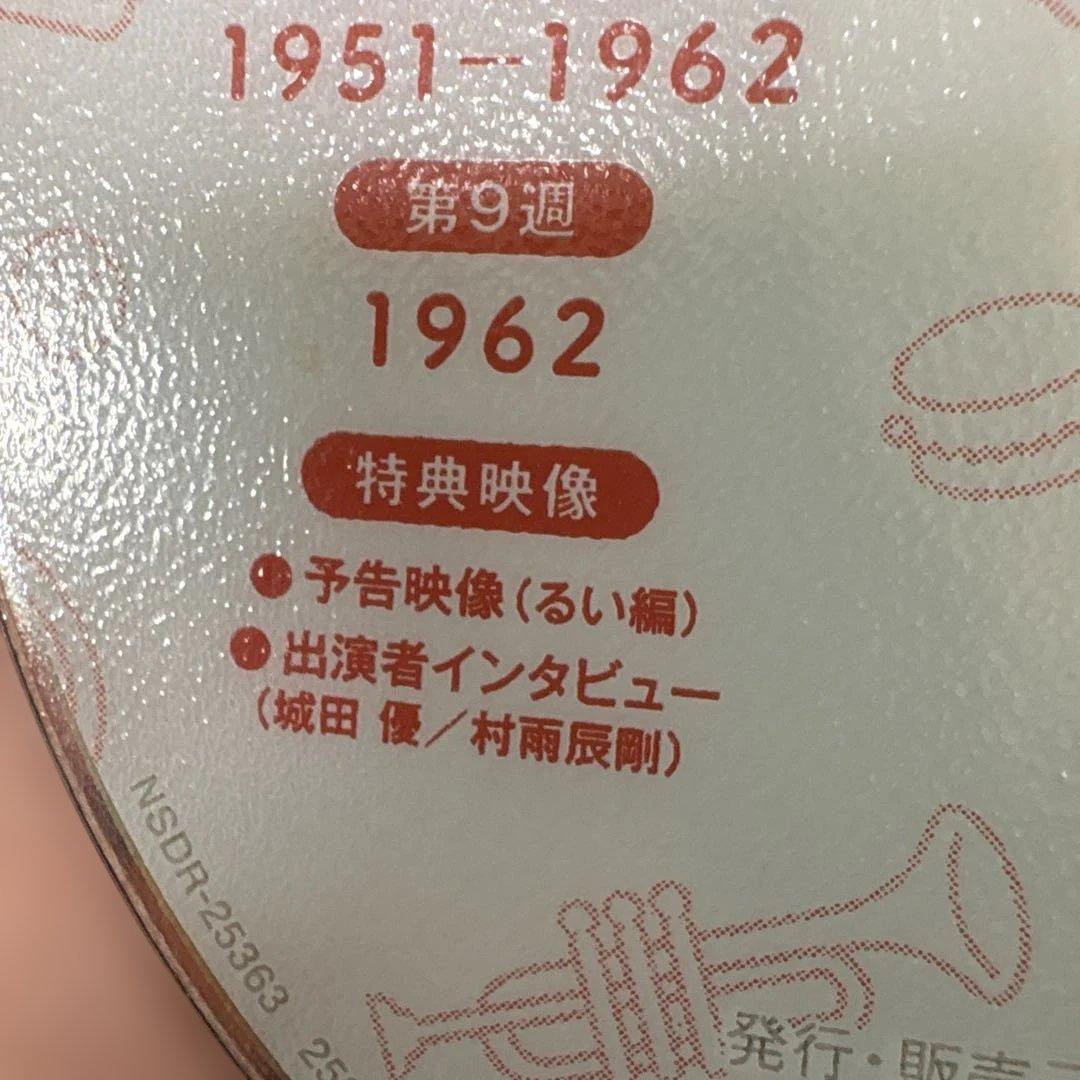 1951—1962
第9週
1962
特典映像
●予告映像(るい編)
●出演者インタビュー
(城田 優／村雨辰剛)
NSDR-25363
発行・販売